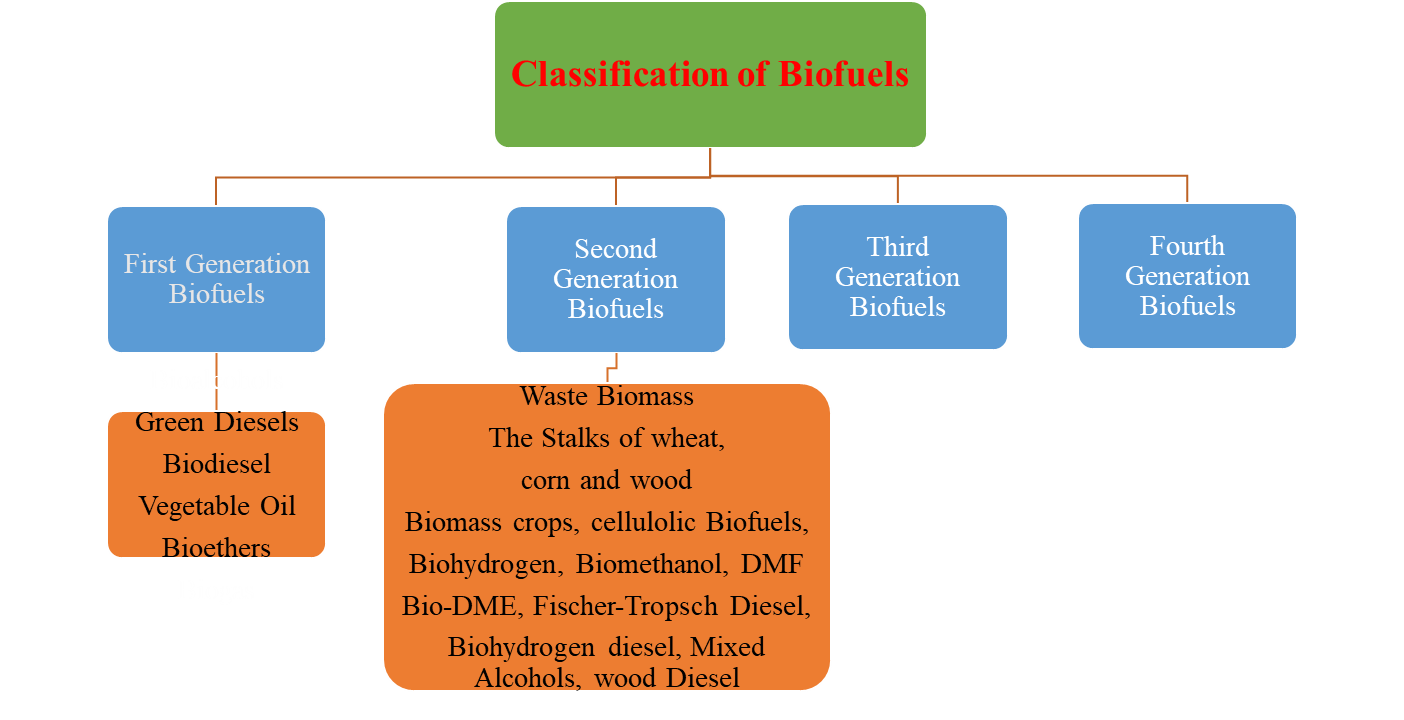 Classification of Biofuels
First Generation
Biofuels
Second
Generation
Biofuels
Third
Generation
Biofuels
Fourth
Generation
Biofuels
Green Diesels
Biodiesel
Vegetable Oil
Bioethers
Waste Biomass
The Stalks of wheat,
corn and wood
Biomass crops, cellulolic Biofuels,
Biohydrogen, Biomethanol, DMF
Bio-DME, Fischer-Tropsch Diesel,
Biohydrogen diesel, Mixed
Alcohols, wood Diesel